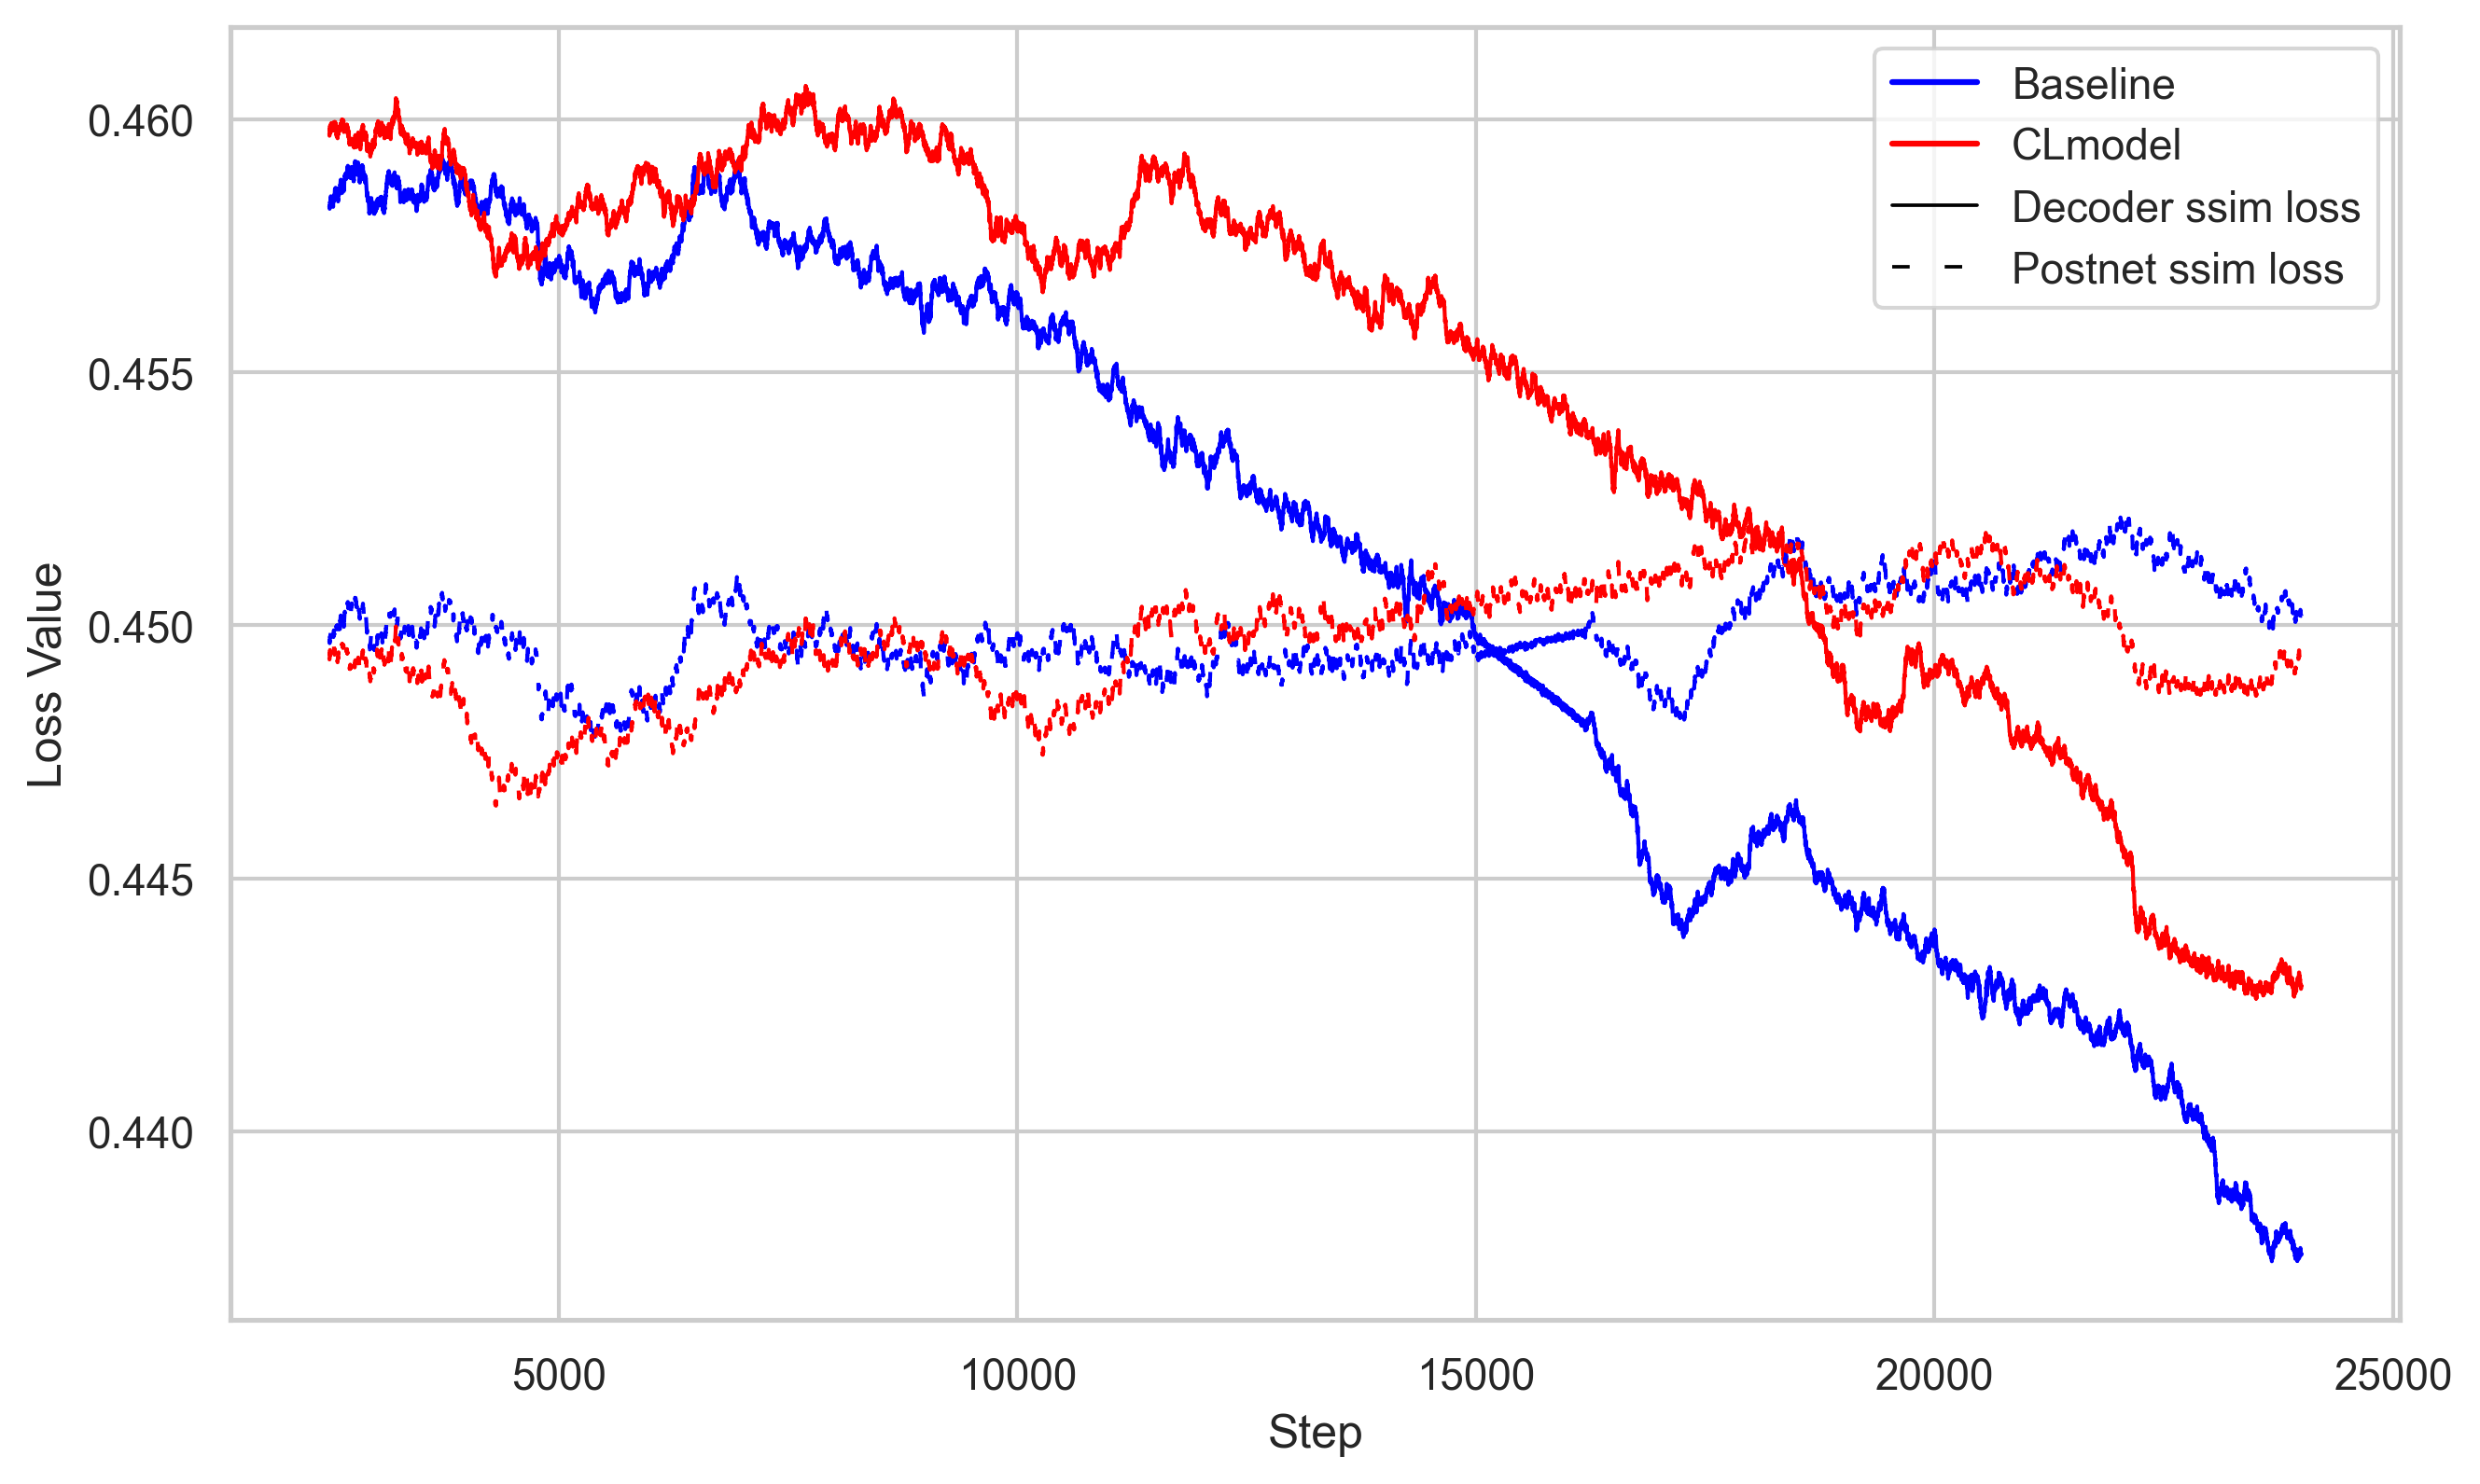 Baseline
CLmodel
Decoder ssim loss
Postnet ssim loss
0.460
0.455
0.450
0.445
0.440
Loss Value
5000
10000
15000
20000
25000
Step